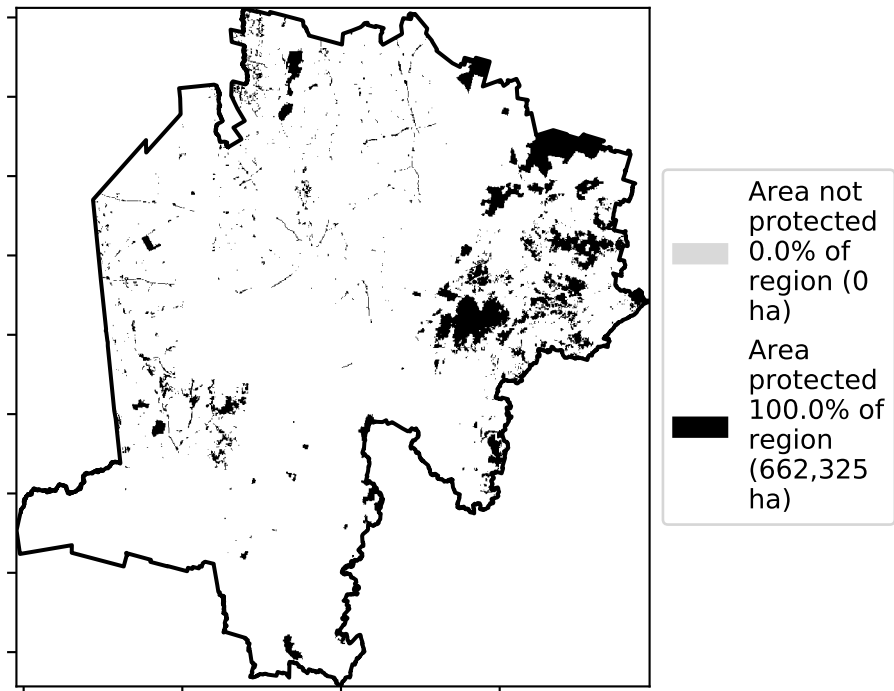 Area not
protected
0.0% of
region (0
ha)
Area
protected
100.0% of
region
(662,325
ha)